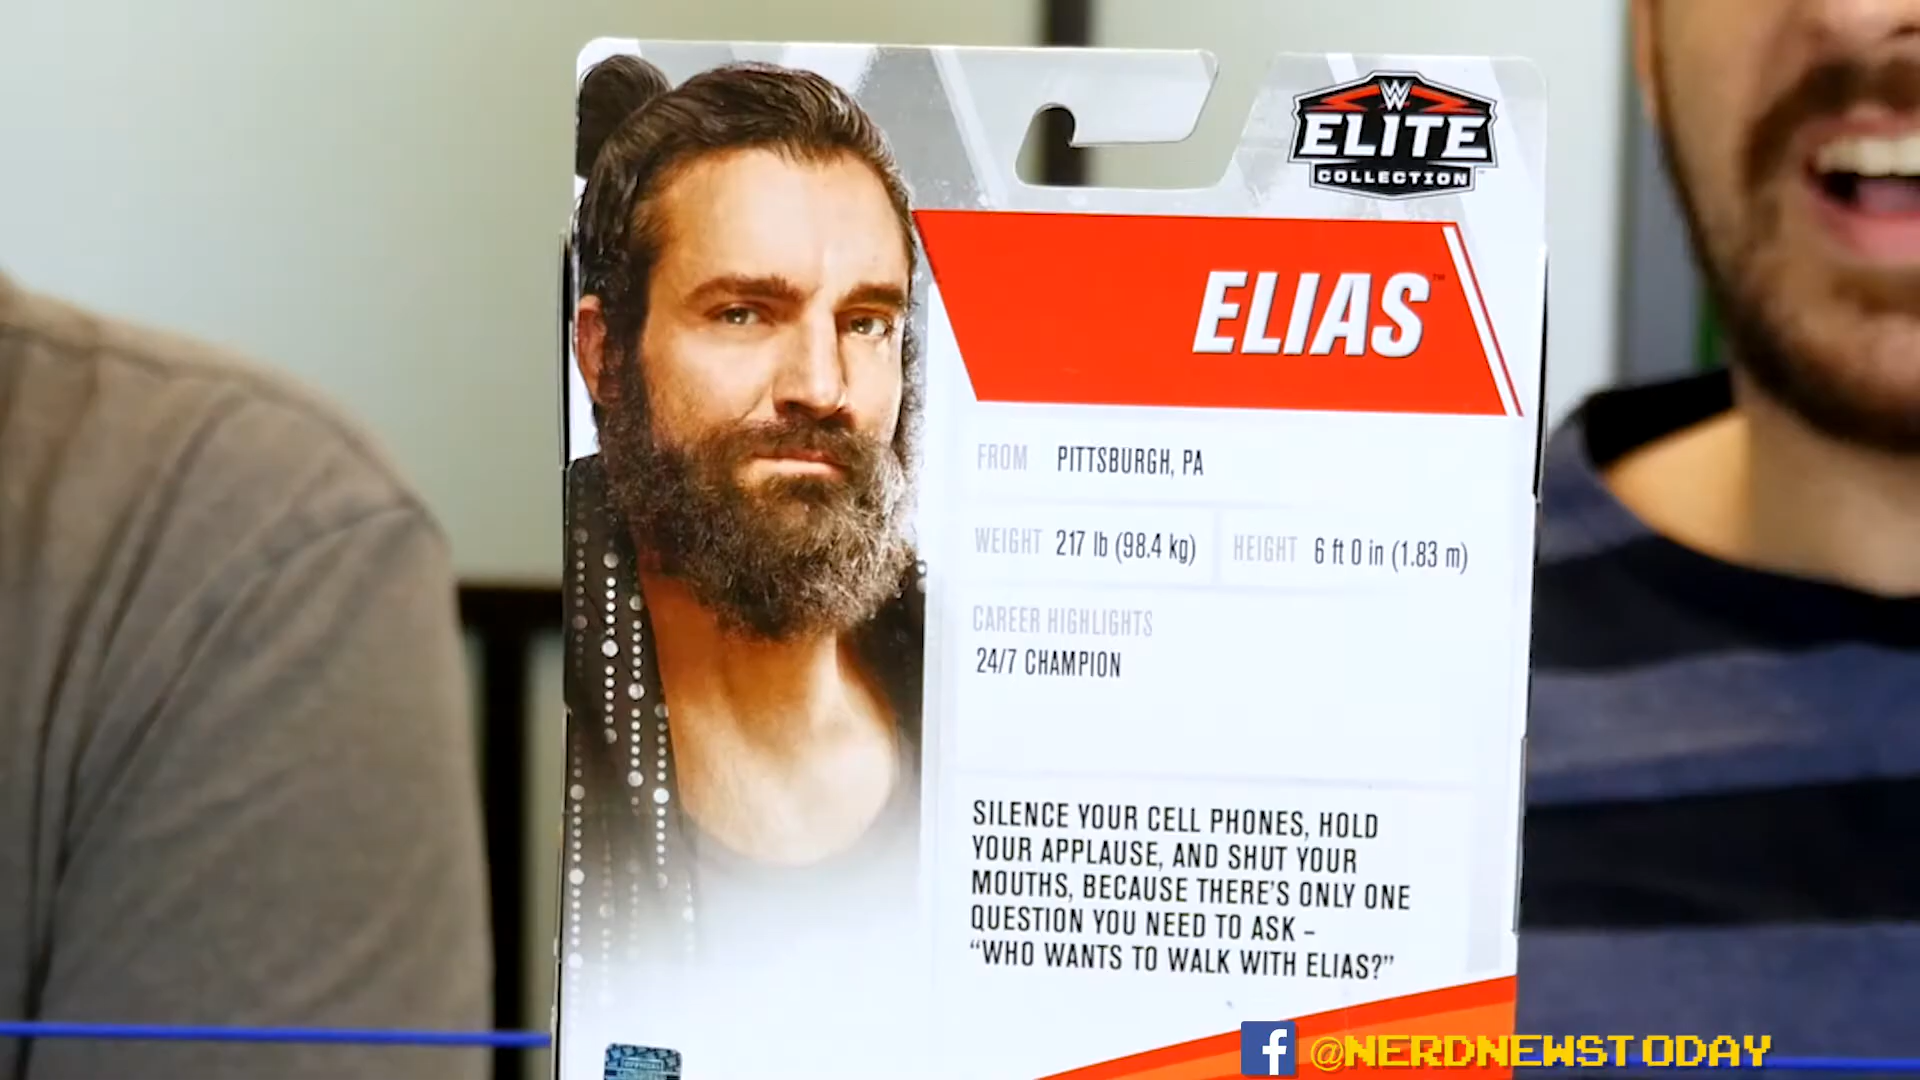 W
ELITE
COLLECTION
ELIAS™
FROM PITTSBURGH, PA
WEIGHT 217 lb (98.4 kg) HEIGHT 6 ft 0 in (1.83 m)
CAREER HIGHLIGHTS
24/7 CHAMPION
SILENCE YOUR CELL PHONES, HOLD
YOUR APPLAUSE, AND SHUT YOUR
MOUTHS, BECAUSE THERE'S ONLY ONE
QUESTION YOU NEED TO ASK –
“WHO WANTS TO WALK WITH ELIAS?”
f @NERDNEWSTODAY